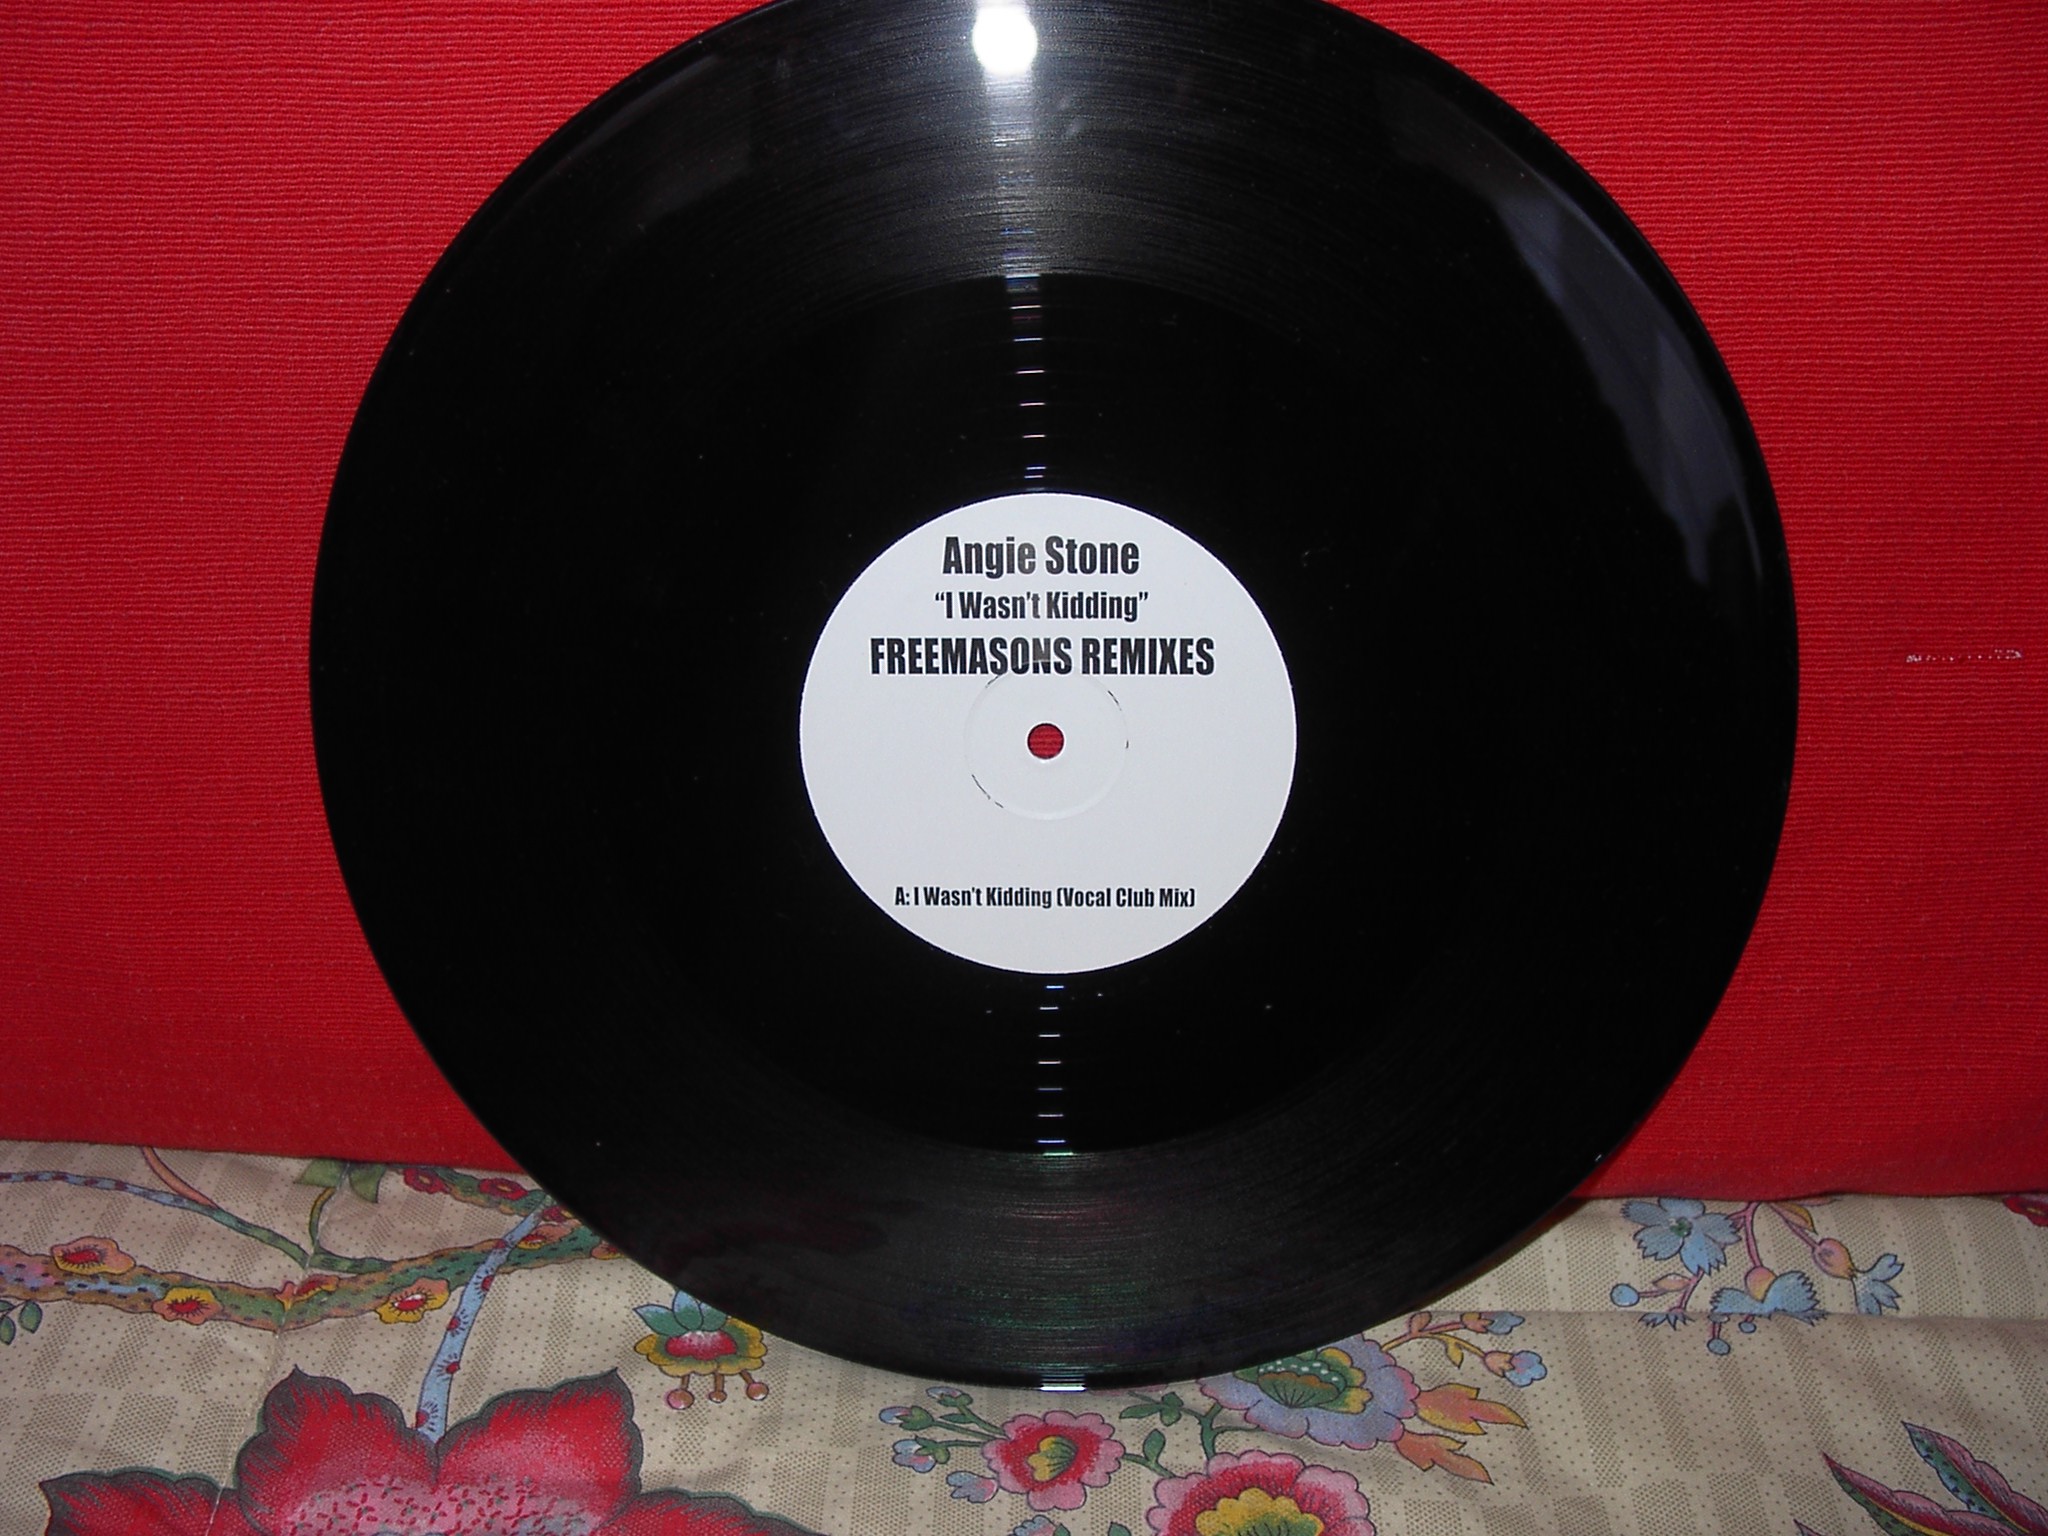 Angie Stone
“I Wasn’t Kidding”
FREEMASONS REMIXES
A: I Wasn't Kidding (Vocal Club Mix)